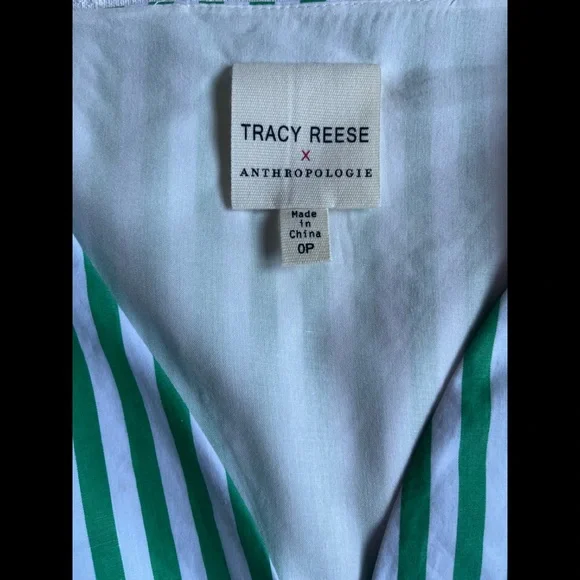 TRACY REESE
x
ANTHROPOLOGIE
Made
in
China
0P